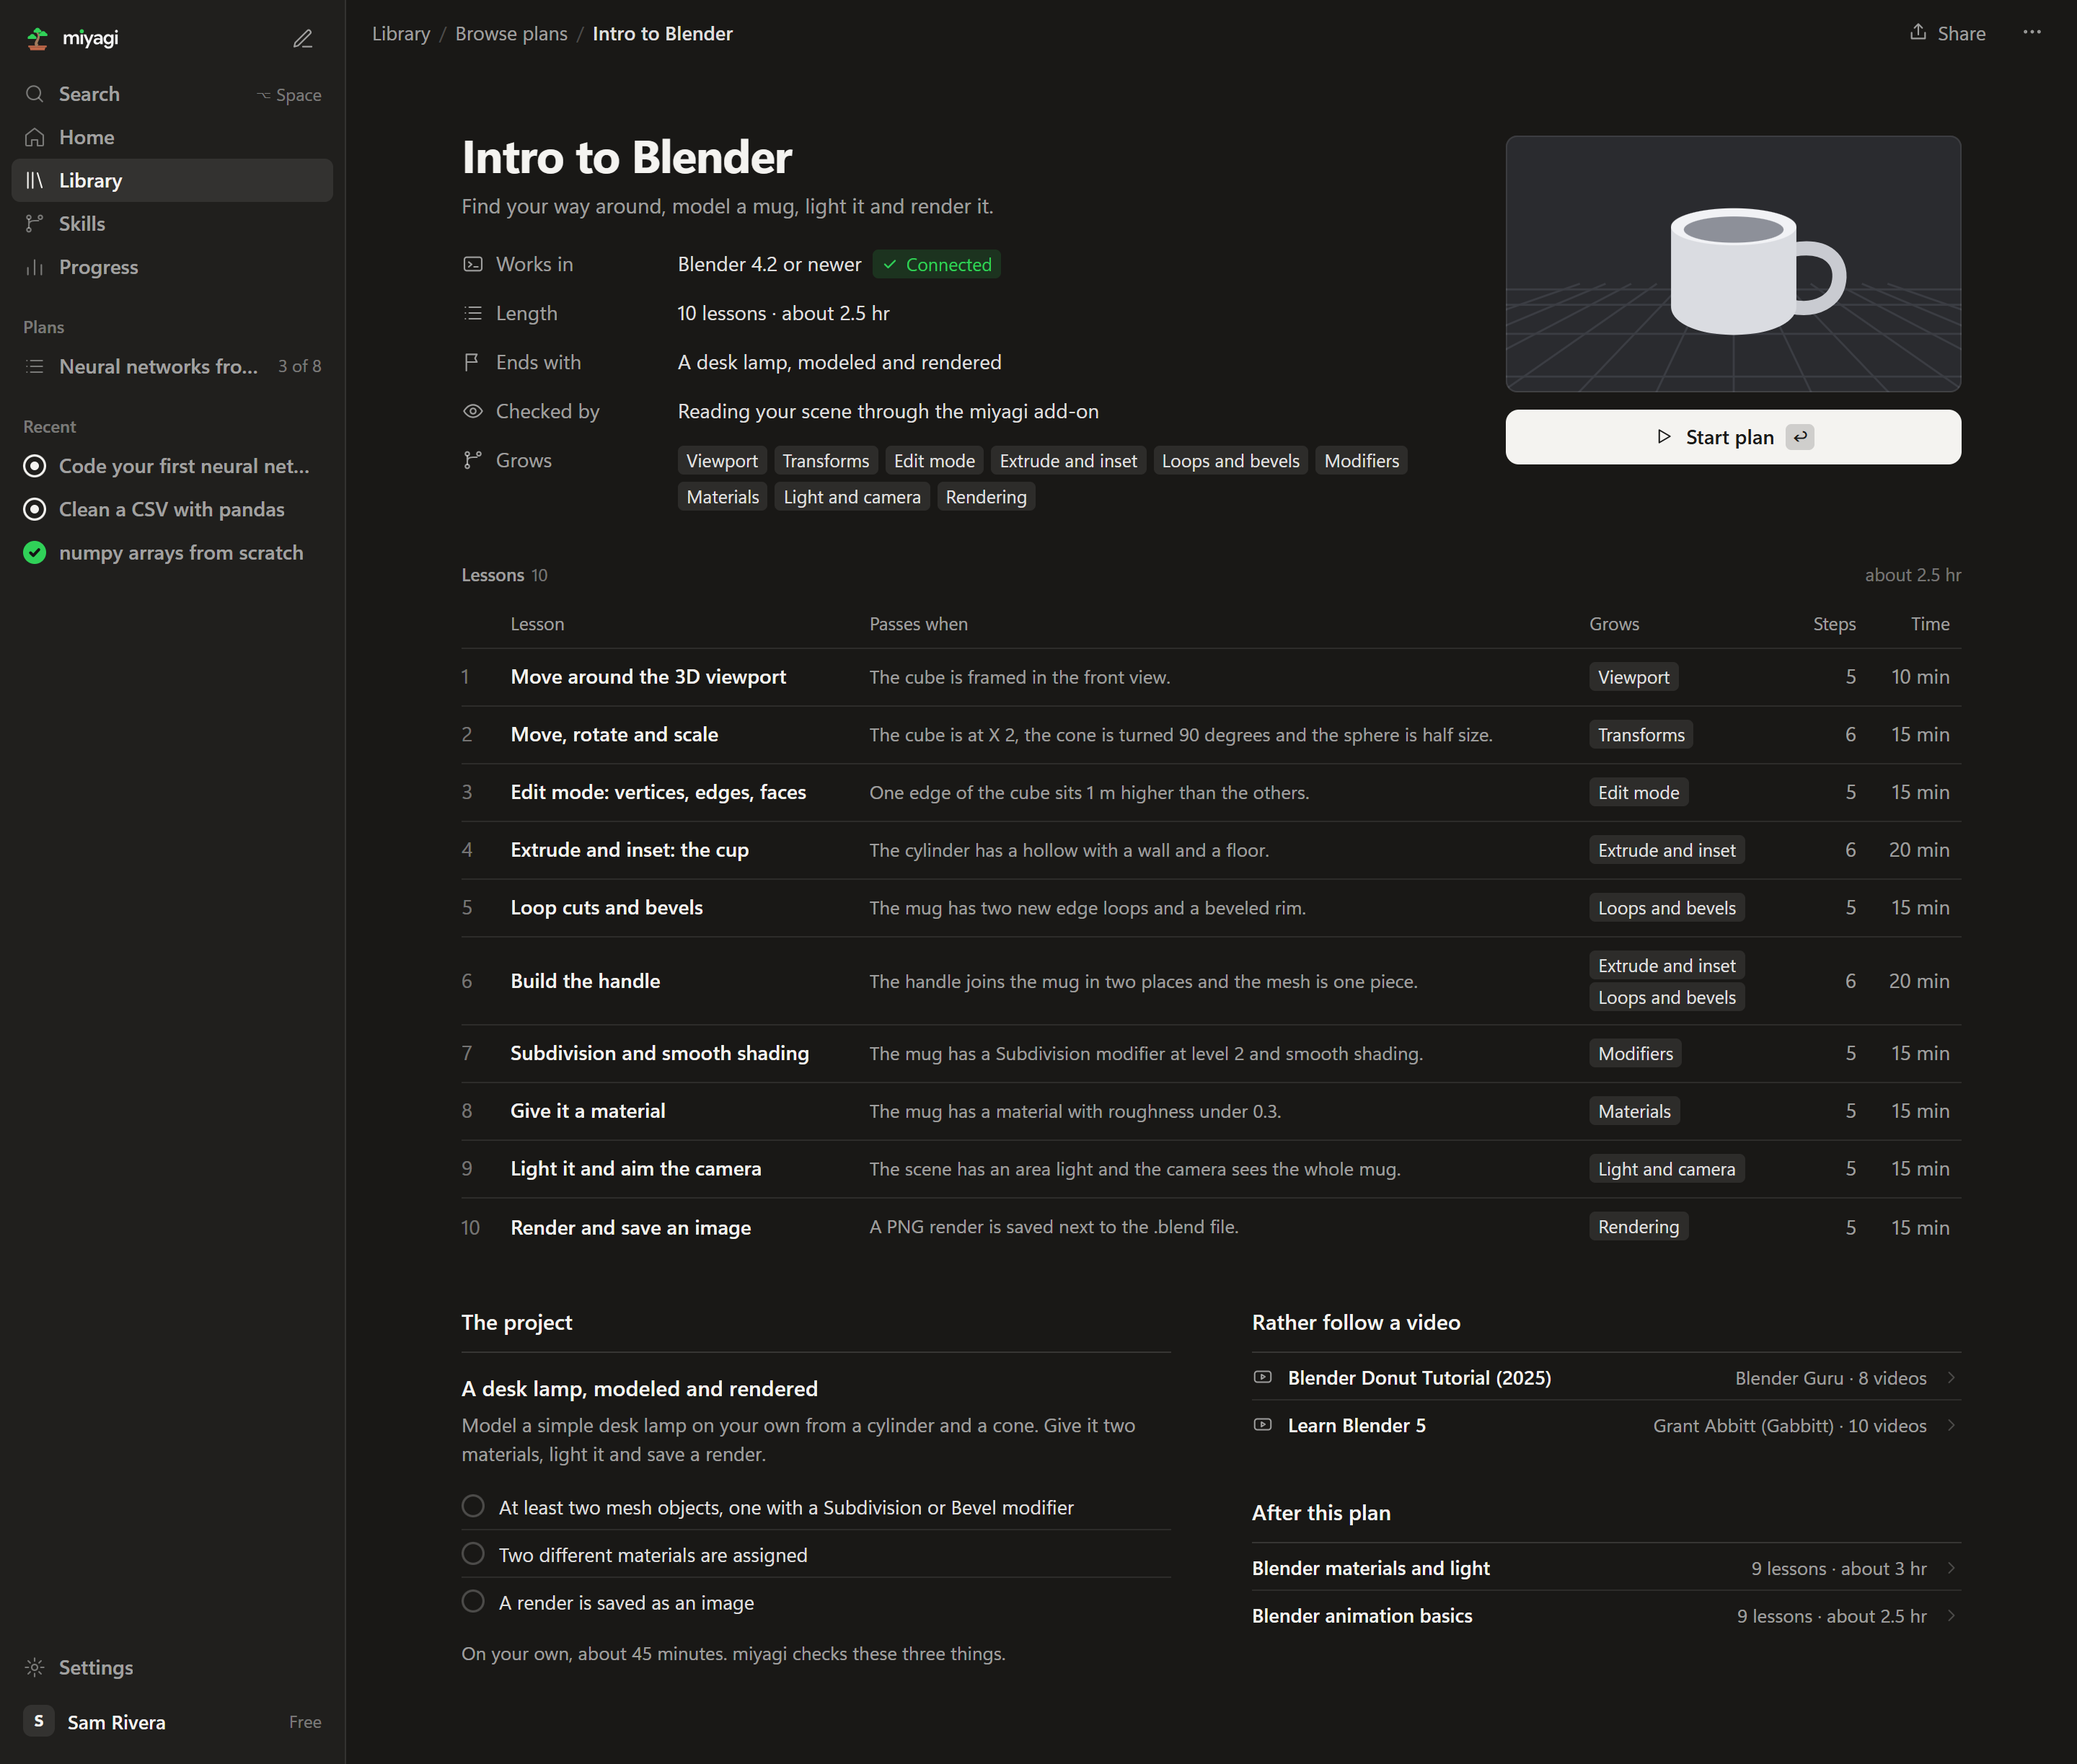 miyagi
Search
⌥ Space
Home
Library
Skills
Progress
Plans
Neural networks fro...
3 of 8
Recent
Code your first neural net...
Clean a CSV with pandas
numpy arrays from scratch
Settings
S
Sam Rivera
Free
Library / Browse plans / Intro to Blender
Share
Intro to Blender
Find your way around, model a mug, light it and render it.
Works in
Blender 4.2 or newer
Connected
Length
10 lessons · about 2.5 hr
Ends with
A desk lamp, modeled and rendered
Checked by
Reading your scene through the miyagi add-on
Grows
Viewport Transforms Edit mode Extrude and inset Loops and bevels Modifiers
Materials Light and camera Rendering
Start plan
Lessons 10
about 2.5 hr
Lesson Passes when Grows Steps Time
1 Move around the 3D viewport The cube is framed in the front view. Viewport 5 10 min
2 Move, rotate and scale The cube is at X 2, the cone is turned 90 degrees and the sphere is half size. Transforms 6 15 min
3 Edit mode: vertices, edges, faces One edge of the cube sits 1 m higher than the others. Edit mode 5 15 min
4 Extrude and inset: the cup The cylinder has a hollow with a wall and a floor. Extrude and inset 6 20 min
5 Loop cuts and bevels The mug has two new edge loops and a beveled rim. Loops and bevels 5 15 min
6 Build the handle The handle joins the mug in two places and the mesh is one piece. Extrude and inset Loops and bevels 6 20 min
7 Subdivision and smooth shading The mug has a Subdivision modifier at level 2 and smooth shading. Modifiers 5 15 min
8 Give it a material The mug has a material with roughness under 0.3. Materials 5 15 min
9 Light it and aim the camera The scene has an area light and the camera sees the whole mug. Light and camera 5 15 min
10 Render and save an image A PNG render is saved next to the .blend file. Rendering 5 15 min
The project
A desk lamp, modeled and rendered
Model a simple desk lamp on your own from a cylinder and a cone. Give it two
materials, light it and save a render.
At least two mesh objects, one with a Subdivision or Bevel modifier
Two different materials are assigned
A render is saved as an image
On your own, about 45 minutes. miyagi checks these three things.
Rather follow a video
Blender Donut Tutorial (2025) Blender Guru · 8 videos
Learn Blender 5 Grant Abbitt (Gabbitt) · 10 videos
After this plan
Blender materials and light 9 lessons · about 3 hr
Blender animation basics 9 lessons · about 2.5 hr